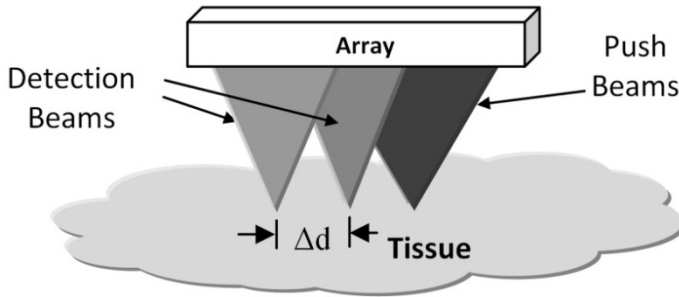 Array
Detection
Beams
Push
Beams
Δd
Tissue